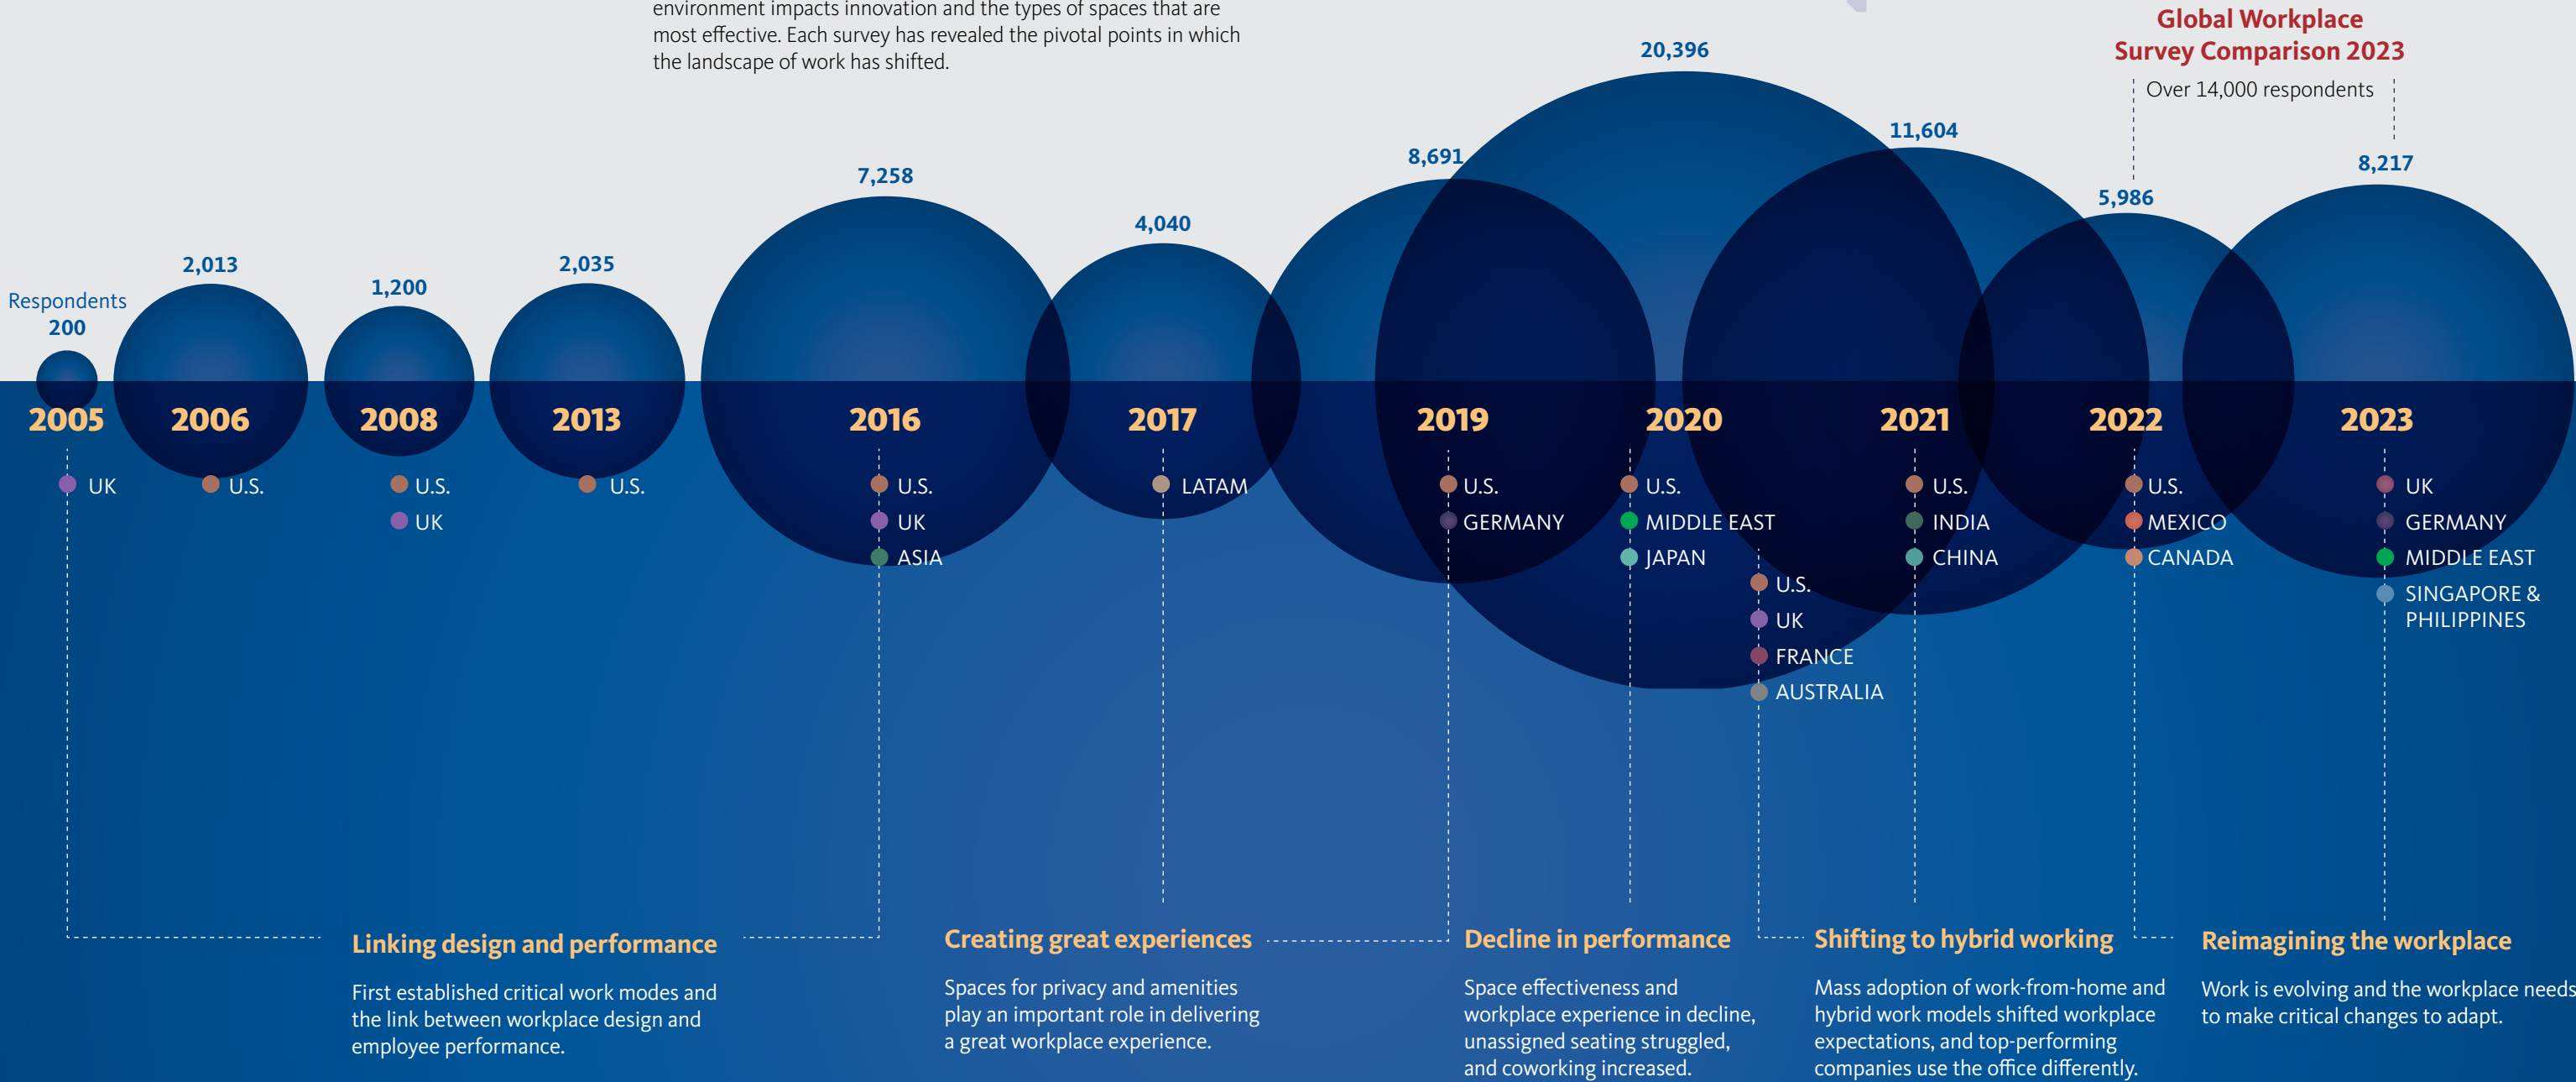 environment impacts innovation and the types of spaces that are
most effective. Each survey has revealed the pivotal points in which
the landscape of work has shifted.
Global Workplace
Survey Comparison 2023
Over 14,000 respondents
Respondents
200
2,013
1,200
2,035
7,258
4,040
8,691
20,396
11,604
5,986
8,217
2005
UK
2006
U.S.
2008
U.S.
UK
2013
U.S.
2016
U.S.
UK
ASIA
2017
LATAM
2019
U.S.
GERMANY
2020
U.S.
MIDDLE EAST
JAPAN
U.S.
UK
FRANCE
AUSTRALIA
2021
U.S.
INDIA
CHINA
2022
U.S.
MEXICO
CANADA
2023
UK
GERMANY
MIDDLE EAST
SINGAPORE &
PHILIPPINES
Linking design and performance
First established critical work modes and
the link between workplace design and
employee performance.
Creating great experiences
Spaces for privacy and amenities
play an important role in delivering
a great workplace experience.
Decline in performance
Space effectiveness and
workplace experience in decline,
unassigned seating struggled,
and coworking increased.
Shifting to hybrid working
Mass adoption of work-from-home and
hybrid work models shifted workplace
expectations, and top-performing
companies use the office differently.
Reimagining the workplace
Work is evolving and the workplace needs
to make critical changes to adapt.